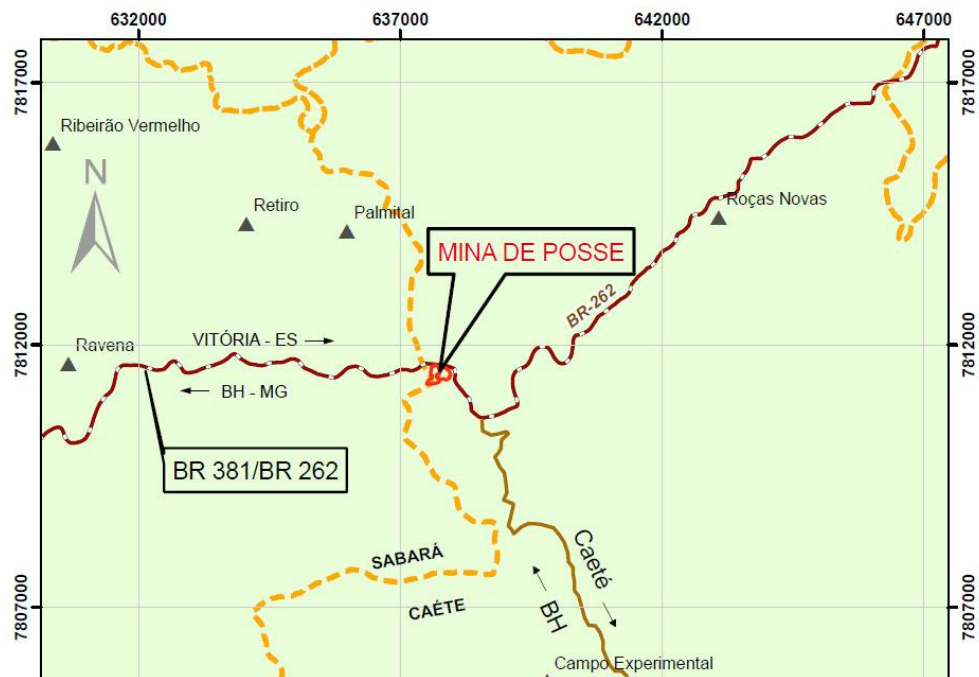 632000
637000
642000
647000
7817000
7817000
Ribeirão Vermelho
N
Retiro
Palmital
Roças Novas
MINA DE POSSE
BR-262
7812000
7812000
Ravena
VITÓRIA - ES
BH - MG
BR 381/BR 262
SABARÁ
CAÉTE
Caeté
BH
7807000
7807000
Campo Experimental